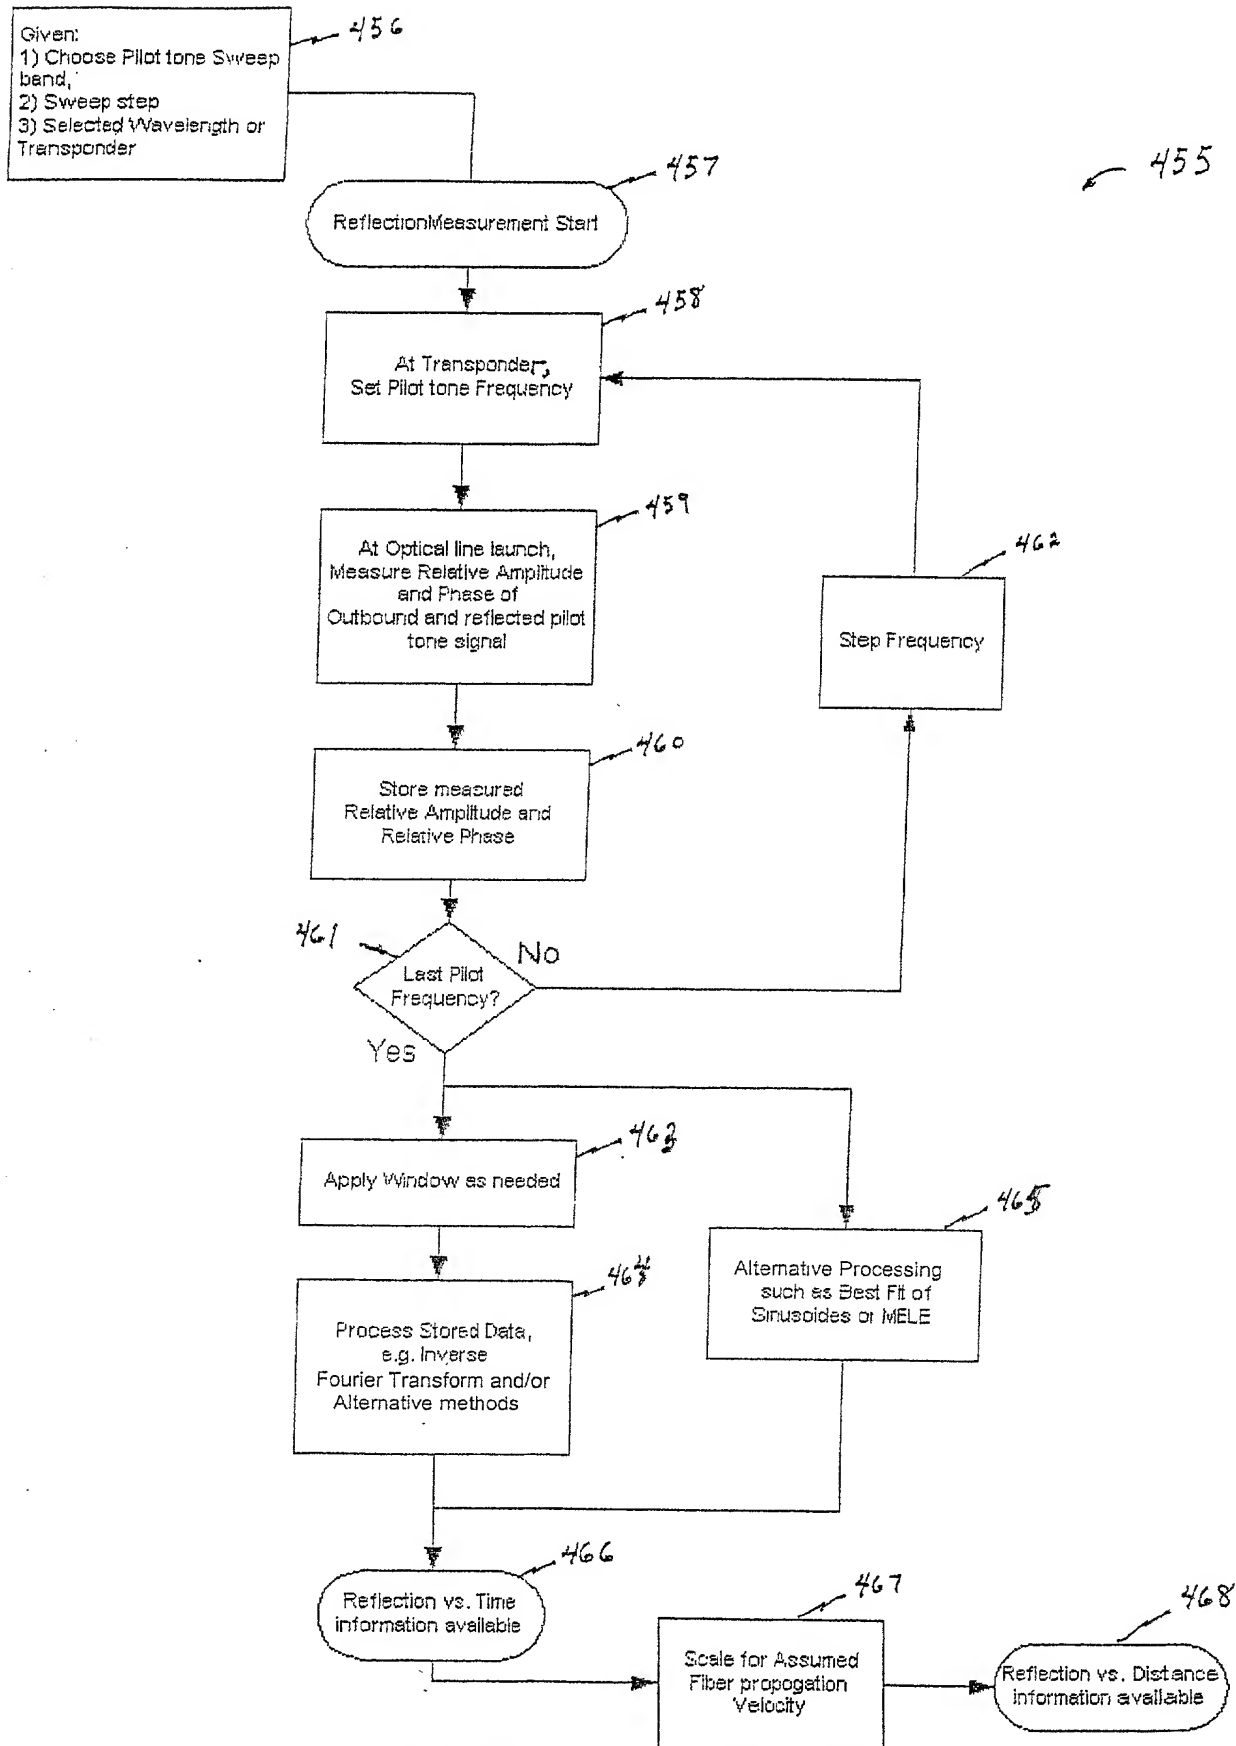 Given:
1) Choose Pilot tone Sweep
band,
2) Sweep step
3) Selected Wavelength or
Transponder
456
455
457
ReflectionMeasurement Start
458
At Transponder,
Set Pilot tone Frequency
459
At Optical line launch,
Measure Relative Amplitude
and Phase of
Outbound and reflected pilot
tone signal
462
Step Frequency
460
Store measured
Relative Amplitude and
Relative Phase
461
Last Pilot
Frequency?
No
Yes
463
Apply Window as needed
464
Process Stored Data,
e.g. Inverse
Fourier Transform and/or
Alternative methods
465
Alternative Processing
such as Best Fit of
Sinusoides or MELE
466
Reflection vs. Time
information available
467
Scale for Assumed
Fiber propogation
Velocity
468
Reflection vs. Distance
information available